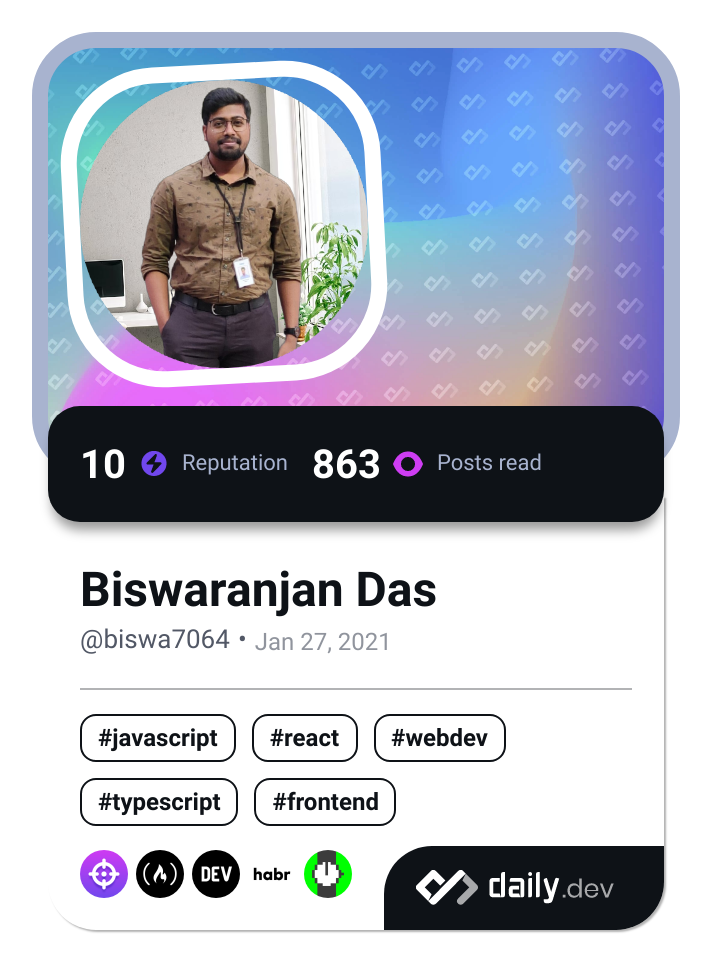 10 Reputation 863 Posts read
Biswaranjan Das
@biswa7064 • Jan 27, 2021
#javascript #react #webdev
#typescript #frontend
DEV habr
daily.dev